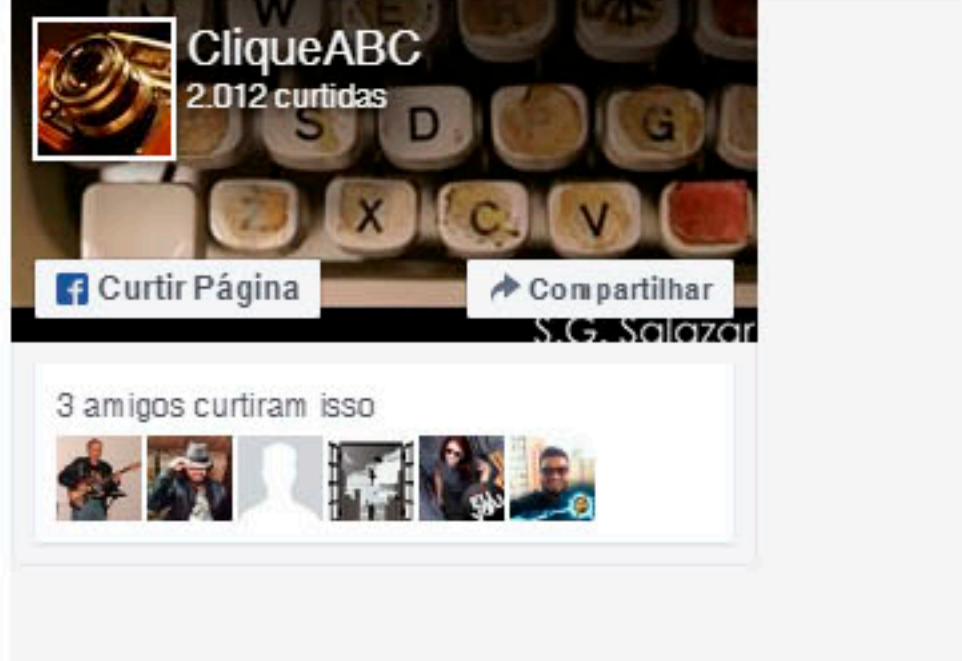 W E R
CliqueABC
2.012 curtidas
S D F G
Z X C V
Curtir Página
Compartilhar
S.G. Salazar
3 amigos curtiram isso